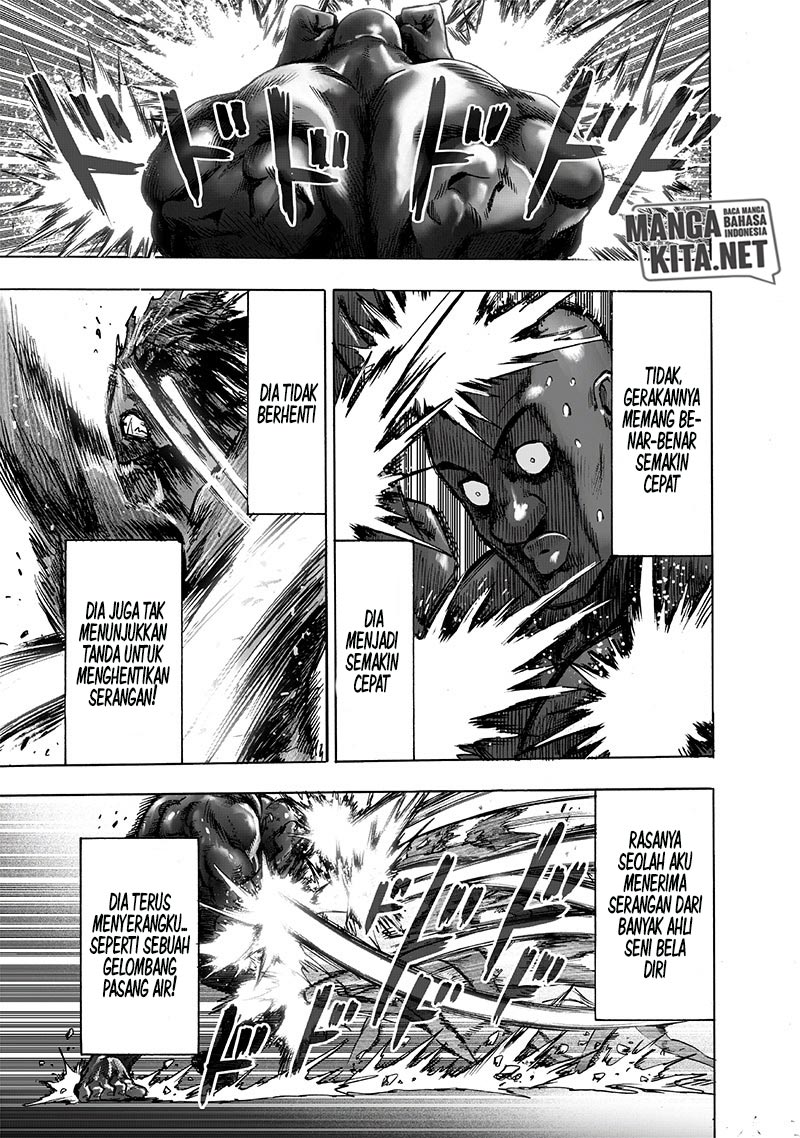 ドドドドドド
MANGA
BACA MANGA
BAHASA
INDONESIA
KITA.NET
TIDAK,
GERAKANNYA
MEMANG BE-
NAR-BENAR
SEMAKIN
CEPAT
DIA
MENJADI
SEMAKIN
CEPAT
DIA TIDAK
BERHENTI
DIA JUGA TAK
MENUNJUKKAN
TANDA UNTUK
MENGHENTIKAN
SERANGAN!
RASANYA
SEOLAH AKU
MENERIMA
SERANGAN DARI
BANYAK AHLI
SENI BELA
DIRI
ドドドド
DIA TERUS
MENYERANGKU...
SEPERTI SEBUAH
GELOMBANG
PASANG AIR!
ドドドド